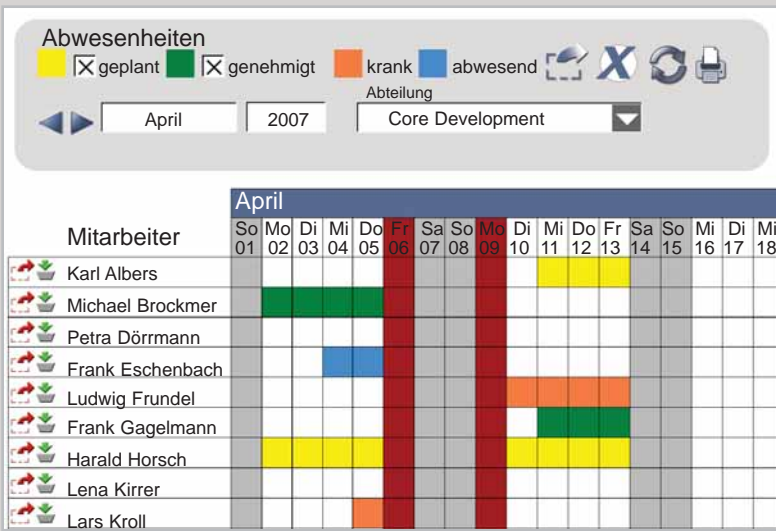 Abwesenheiten
geplant genehmigt krank abwesend
Abteilung
April 2007 Core Development
April
Mitarbeiter
So Mo Di Mi Do Fr Sa So Mo Di Mi Do Fr Sa So Mi Di Mi
01 02 03 04 05 06 07 08 09 10 11 12 13 14 15 16 17 18
Karl Albers
Michael Brockmer
Petra Dörrmann
Frank Eschenbach
Ludwig Frundel
Frank Gagelmann
Harald Horsch
Lena Kirrer
Lars Kroll